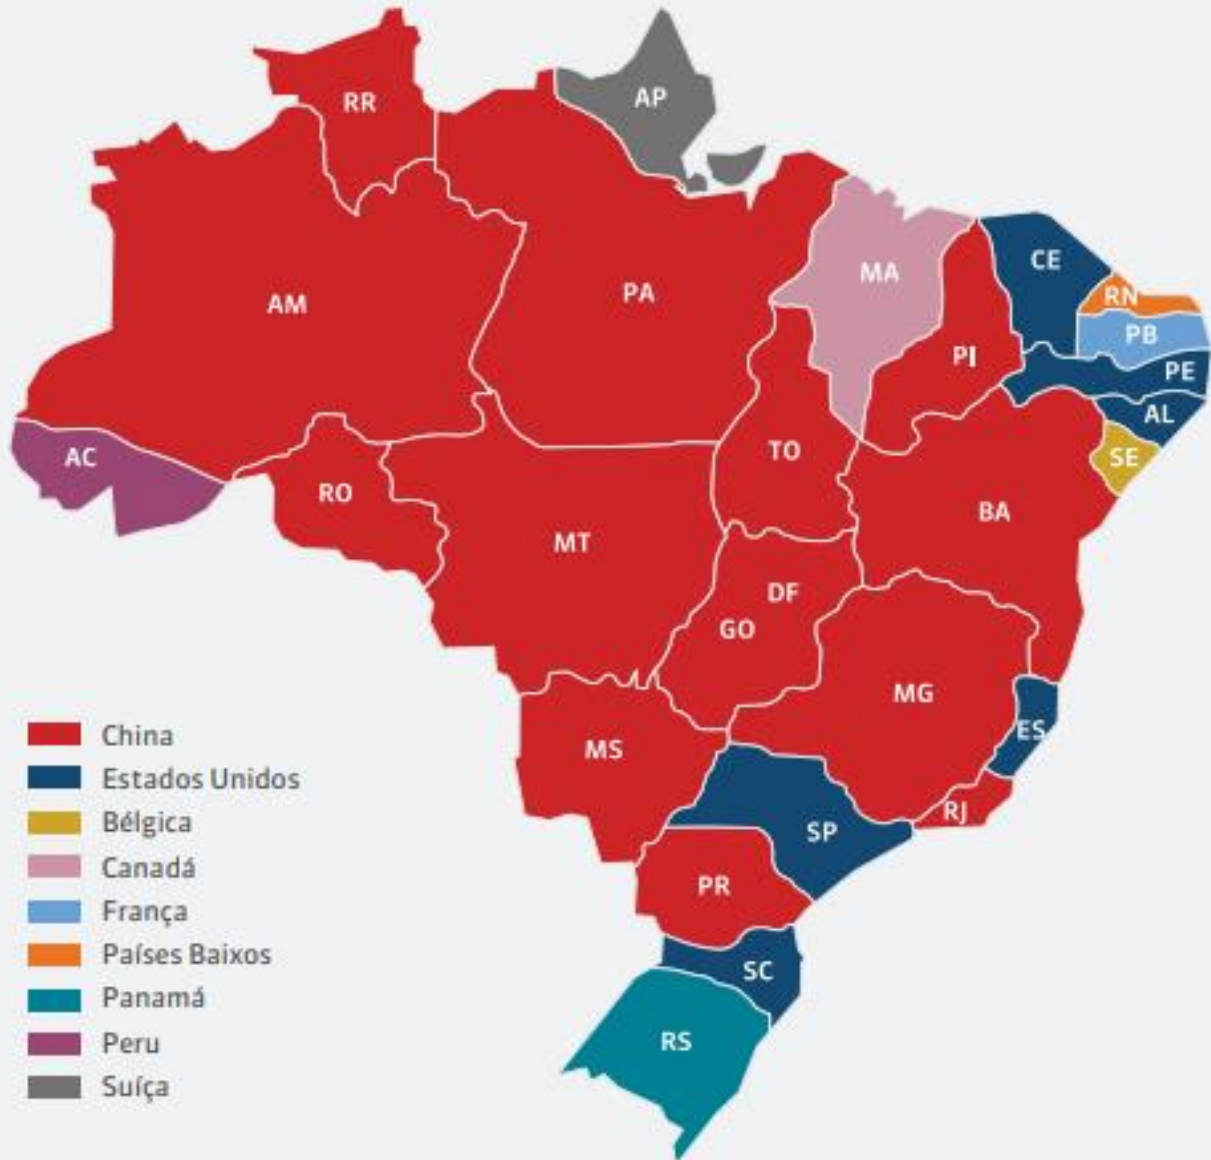 RR
AP
AM
PA
MA
CE
RN
PB
PI
PE
AL
SE
AC
RO
TO
BA
MT
DF
GO
MG
ES
MS
RJ
SP
PR
SC
RS
China
Estados Unidos
Bélgica
Canadá
França
Países Baixos
Panamá
Peru
Suíça